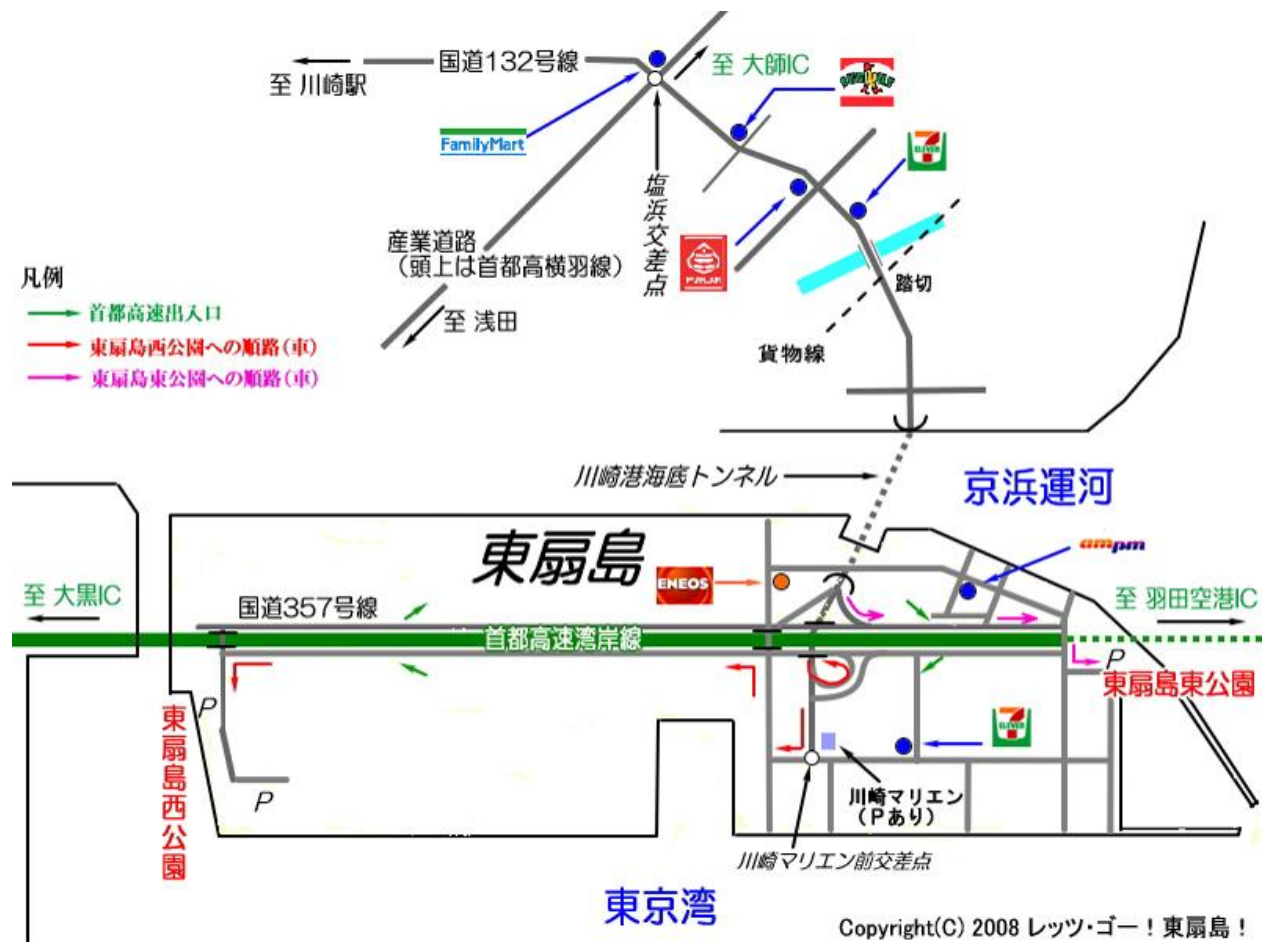 国道132号線
至 川崎駅
至 大師IC
FamilyMart
ELEVEN
塩浜交差点
産業道路
（頭上は首都高横羽線）
至 浅田
踏切
貨物線
凡例
首都高速出入口
東扇島西公園への順路（車）
東扇島東公園への順路（車）
川崎港海底トンネル
京浜運河
東扇島
ENEOS
ampm
至 大黒IC
国道357号線
首都高速湾岸線
至 羽田空港IC
P
東扇島東公園
P
東扇島西公園
P
ELEVEN
川崎マリエン
（Pあり）
川崎マリエン前交差点
東京湾
Copyright(C) 2008 レッツ・ゴー！東扇島！